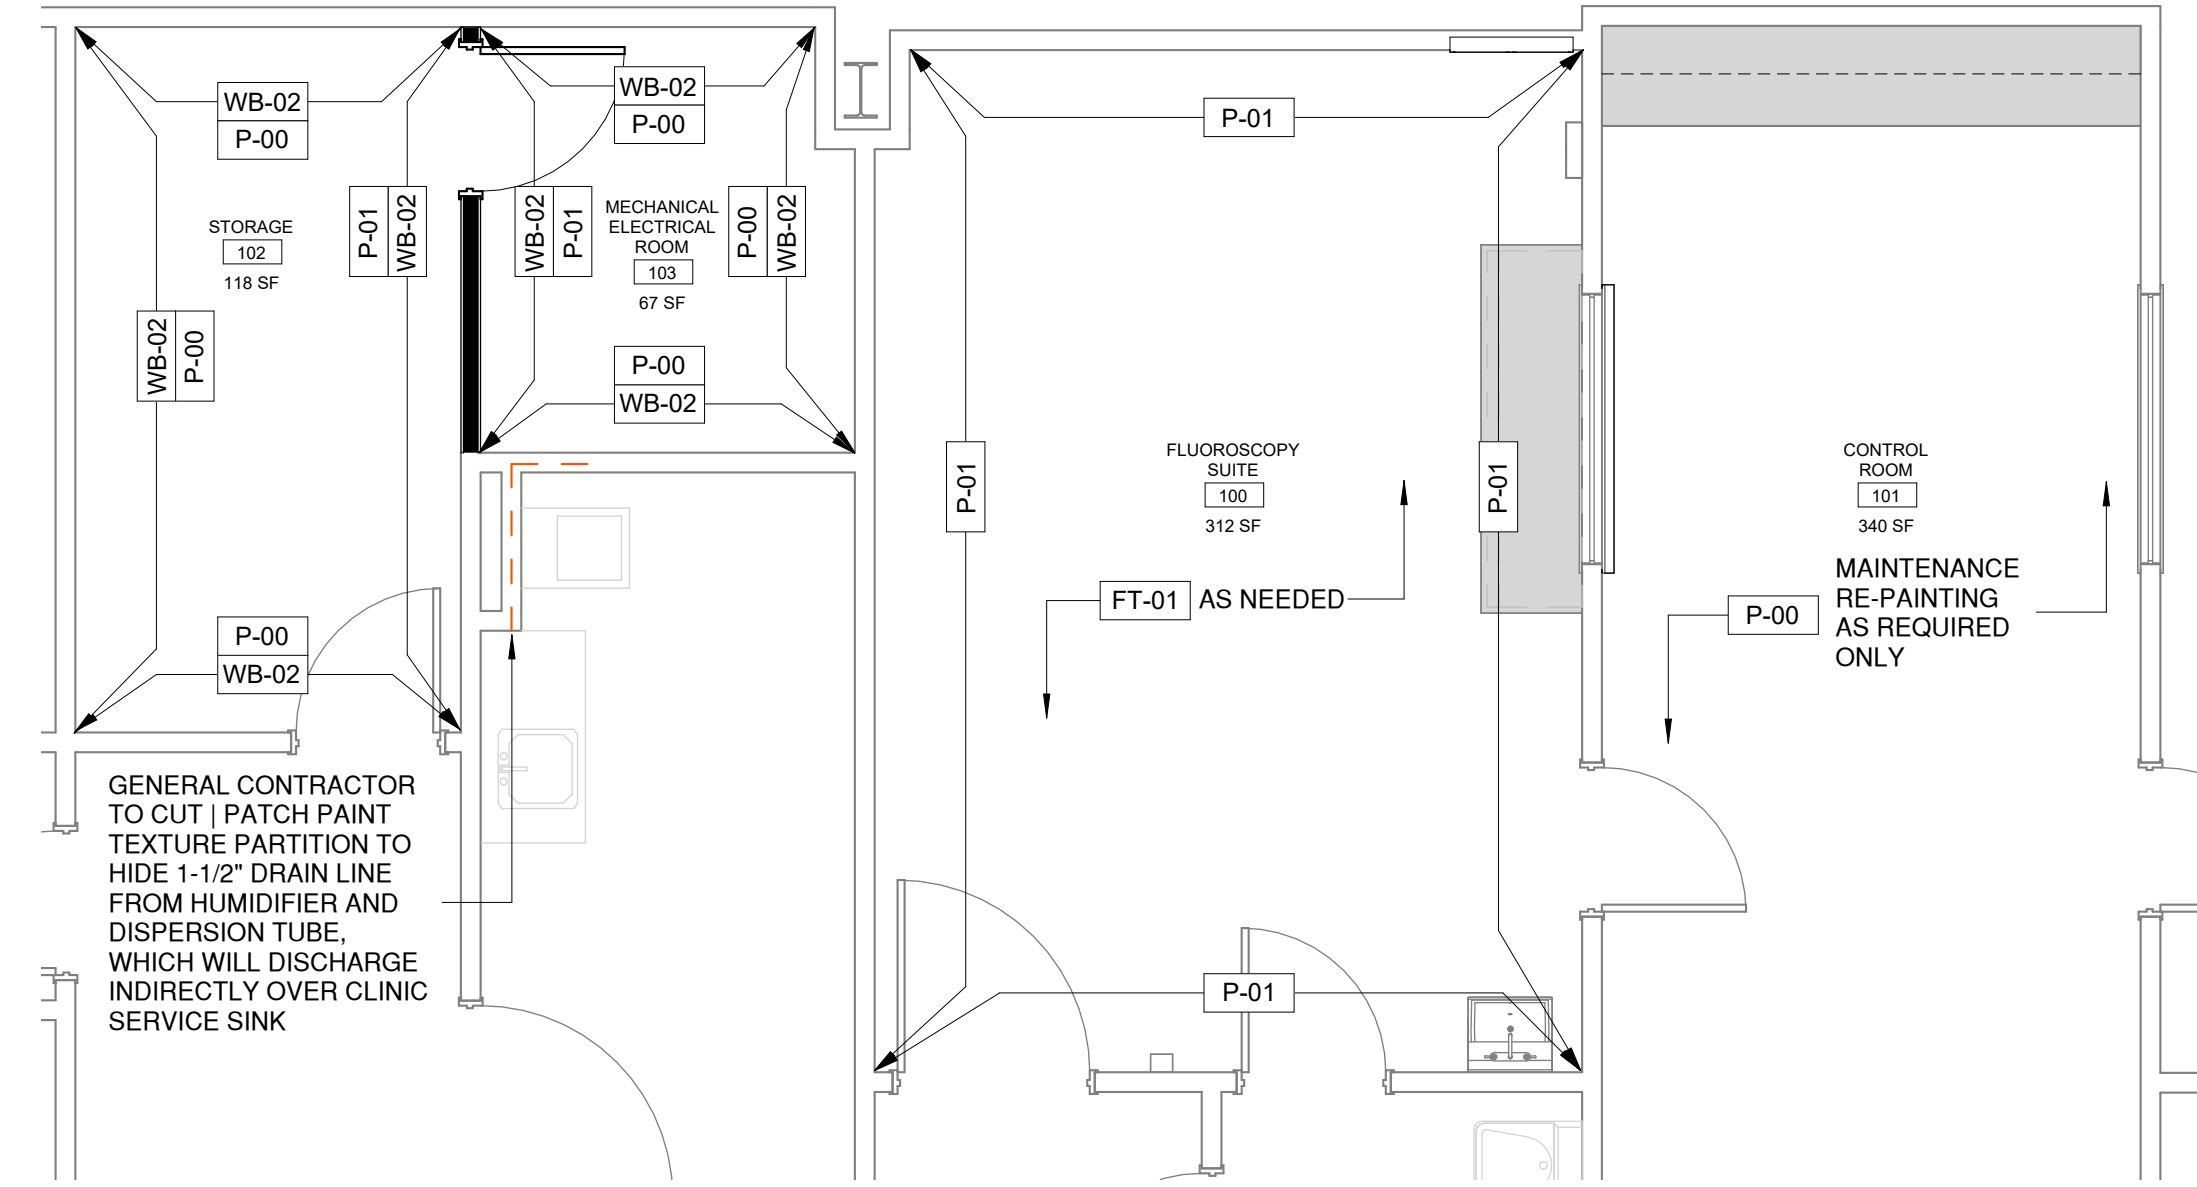 WB-02
P-00
WB-02
P-00
P-01
P-01
WB-02
WB-02
P-01
P-00
WB-02
STORAGE
102
118 SF
MECHANICAL
ELECTRICAL
ROOM
103
67 SF
WB-02
P-00
P-00
WB-02
P-01
P-01
FLUOROSCOPY
SUITE
100
312 SF
CONTROL
ROOM
101
340 SF
FT-01 AS NEEDED
P-00
MAINTENANCE
RE-PAINTING
AS REQUIRED
ONLY
P-00
WB-02
GENERAL CONTRACTOR
TO CUT | PATCH PAINT
TEXTURE PARTITION TO
HIDE 1-1/2" DRAIN LINE
FROM HUMIDIFIER AND
DISPERSION TUBE,
WHICH WILL DISCHARGE
INDIRECTLY OVER CLINIC
SERVICE SINK
P-01